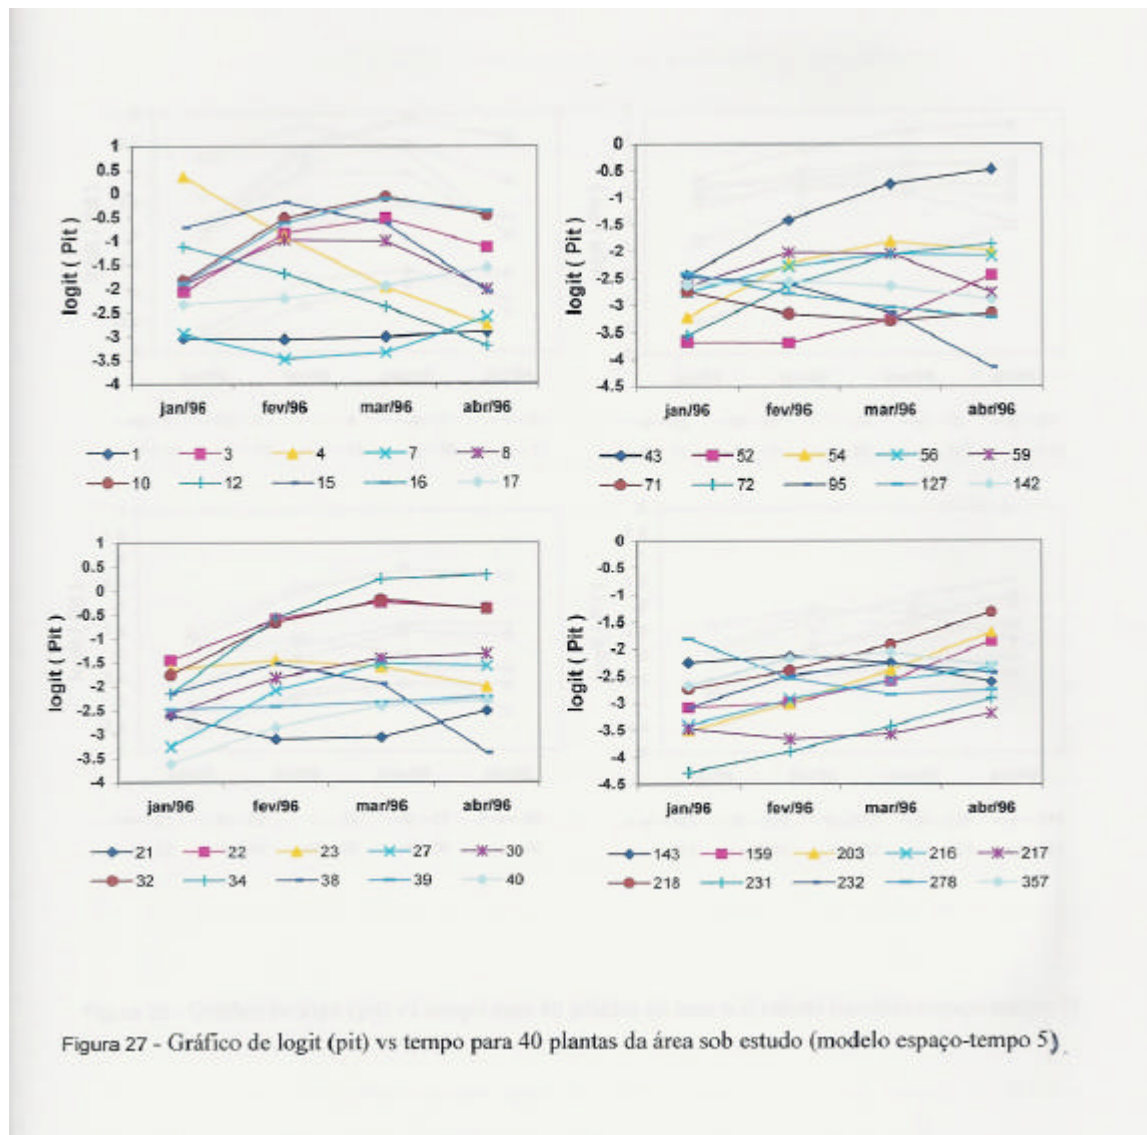 1
0.5
0
-0.5
-1
-1.5
-2
-2.5
-3
-3.5
-4
logit ( Pit )
jan/96 fev/96 mar/96 abr/96
1 3 4 7 8
10 12 15 16 17
0
-0.5
-1
-1.5
-2
-2.5
-3
-3.5
-4
-4.5
logit ( Pit )
jan/96 fev/96 mar/96 abr/96
43 52 54 56 59
71 72 95 127 142
1
0.5
0
-0.5
-1
-1.5
-2
-2.5
-3
-3.5
-4
logit ( Pit )
jan/96 fev/96 mar/96 abr/96
21 22 23 27 30
32 34 38 39 40
0
-0.5
-1
-1.5
-2
-2.5
-3
-3.5
-4
-4.5
logit ( Pit )
jan/96 fev/96 mar/96 abr/96
143 159 203 216 217
218 231 232 278 357
Figura 27 - Gráfico de logit (pit) vs tempo para 40 plantas da área sob estudo (modelo espaço-tempo 5).